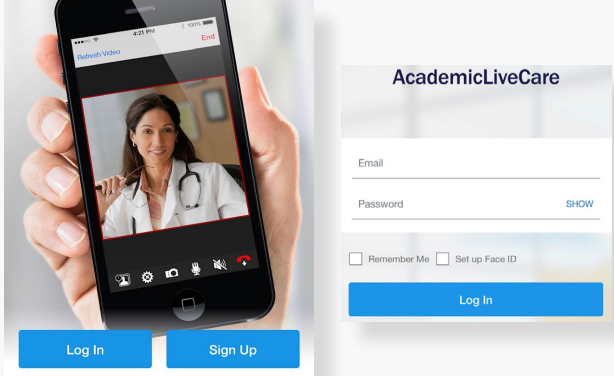 4:21 PM
100%
Refresh Video
End
Log In
Sign Up
AcademicLiveCare
Email
Password
SHOW
Remember Me
Set up Face ID
Log In